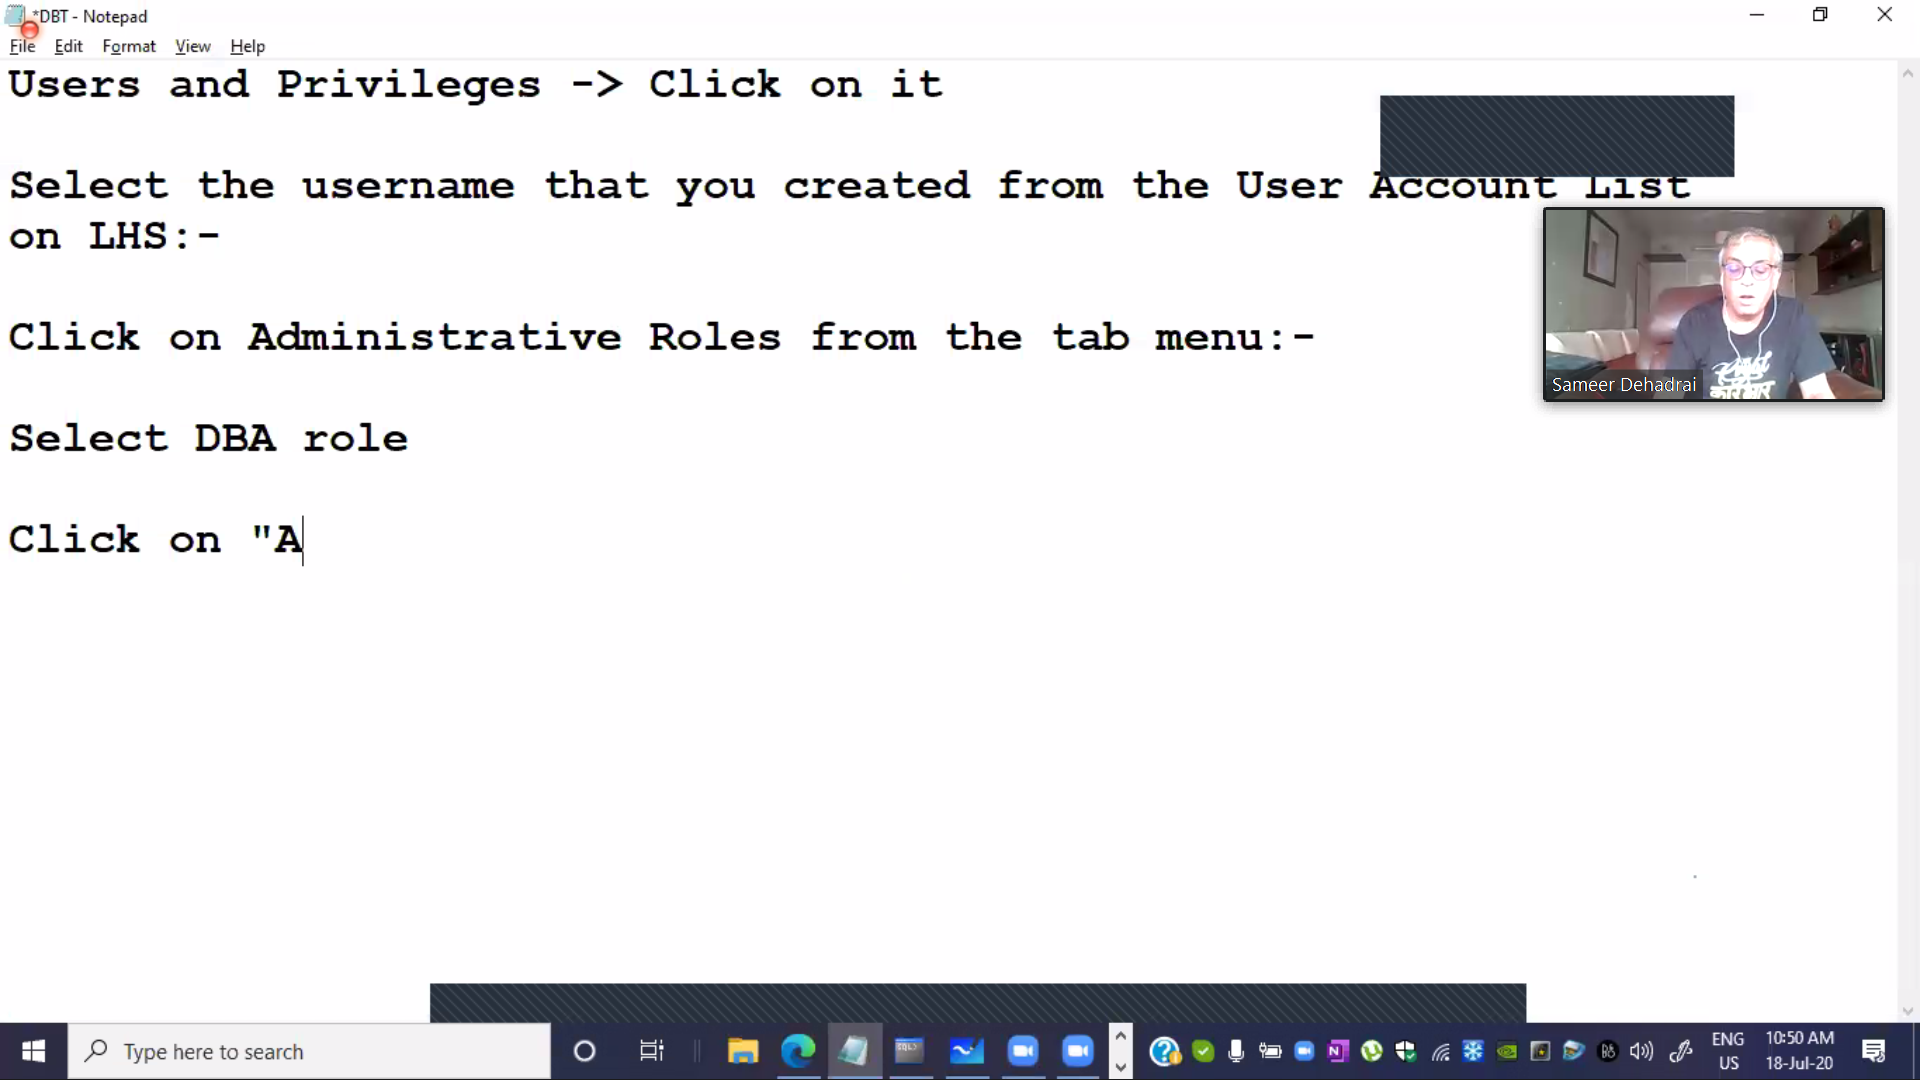 *DBT - Notepad
File Edit Format View Help
Users and Privileges -> Click on it
Select the username that you created from the User Account List
on LHS:-
Click on Administrative Roles from the tab menu:-
Select DBA role
Click on "A
Sameer Dehadrai
Type here to search
ENG
US
10:50 AM
18-Jul-20